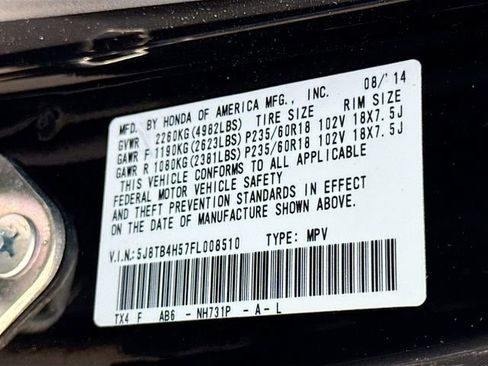 MFD. BY HONDA OF AMERICA MFG., INC. 08/'14
GVWR 2260KG(4982LBS) TIRE SIZE RIM SIZE
GAWR F 1190KG(2623LBS) P235/60R18 102V 18X7.5J
GAWR R 1080KG(2381LBS) P235/60R18 102V 18X7.5J
THIS VEHICLE CONFORMS TO ALL APPLICABLE
FEDERAL MOTOR VEHICLE SAFETY
AND THEFT PREVENTION STANDARDS IN EFFECT
ON THE DATE OF MANUFACTURE SHOWN ABOVE.
V.I.N.:5J8TB4H57FL008510 TYPE: MPV
TX4 F AB6 -NH731P -A-L